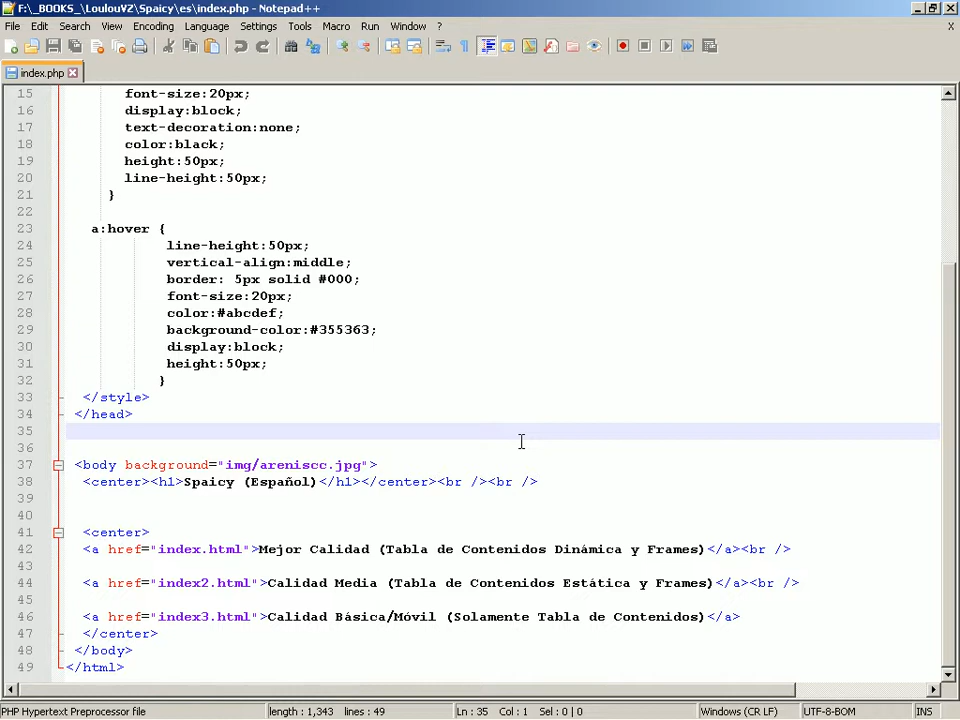 F:\_BOOKS_\LoulouVZ\Spaicy\es\index.php - Notepad++
File Edit Search View Encoding Language Settings Tools Macro Run Window ? X
index.php
15 font-size:20px;
16 display:block;
17 text-decoration:none;
18 color:black;
19 height:50px;
20 line-height:50px;
21 }
22
23 a:hover {
24 line-height:50px;
25 vertical-align:middle;
26 border: 5px solid #000;
27 font-size:20px;
28 color:#abcdef;
29 background-color:#355363;
30 display:block;
31 height:50px;
32 }
33 </style>
34 </head>
35
36
37 <body background="img/areniscc.jpg">
38 <center><h1>Spaicy (Español)</h1></center><br /><br />
39
40
41 <center>
42 <a href="index.html">Mejor Calidad (Tabla de Contenidos Dinámica y Frames)</a><br />
43
44 <a href="index2.html">Calidad Media (Tabla de Contenidos Estática y Frames)</a><br />
45
46 <a href="index3.html">Calidad Básica/Móvil (Solamente Tabla de Contenidos)</a>
47 </center>
48 </body>
49 </html>
PHP Hypertext Preprocessor file length : 1,343 lines : 49 Ln : 35 Col : 1 Sel : 0 | 0 Windows (CR LF) UTF-8-BOM INS